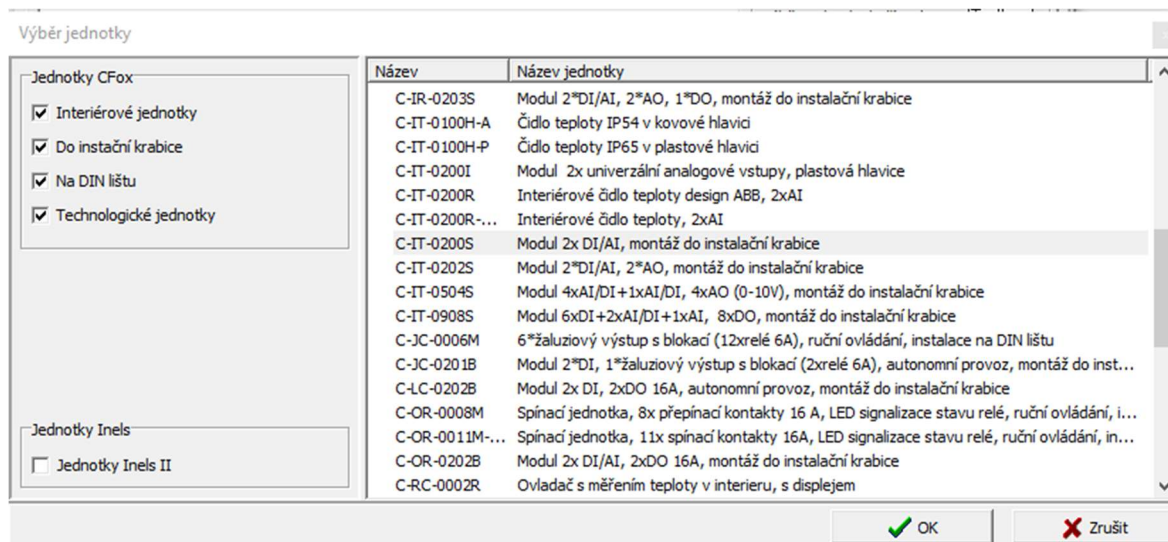 Výběr jednotky
Jednotky CFox
Interiérové jednotky
Do instační krabice
Na DIN lištu
Technologické jednotky
Jednotky Inels
Jednotky Inels II
Název Název jednotky
C-IR-0203S Modul 2*DI/AI, 2*AO, 1*DO, montáž do instalační krabice
C-IT-0100H-A Čidlo teploty IP54 v kovové hlavici
C-IT-0100H-P Čidlo teploty IP65 v plastové hlavici
C-IT-0200I Modul 2x univerzální analogové vstupy, plastová hlavice
C-IT-0200R Interiérové čidlo teploty design ABB, 2xAI
C-IT-0200R-... Interiérové čidlo teploty, 2xAI
C-IT-0200S Modul 2x DI/AI, montáž do instalační krabice
C-IT-0202S Modul 2*DI/AI, 2*AO, montáž do instalační krabice
C-IT-0504S Modul 4xAI/DI+1xAI/DI, 4xAO (0-10V), montáž do instalační krabice
C-IT-0908S Modul 6xDI+2xAI/DI+1xAI, 8xDO, montáž do instalační krabice
C-JC-0006M 6*žaluziový výstup s blokací (12xrelé 6A), ruční ovládání, instalace na DIN lištu
C-JC-0201B Modul 2*DI, 1*žaluziový výstup s blokací (2xrelé 6A), autonomní provoz, montáž do inst...
C-LC-0202B Modul 2x DI, 2xDO 16A, autonomní provoz, montáž do instalační krabice
C-OR-0008M Spínací jednotka, 8x přepínací kontakty 16 A, LED signalizace stavu relé, ruční ovládání, i...
C-OR-0011M-... Spínací jednotka, 11x spínací kontakty 16A, LED signalizace stavu relé, ruční ovládání, in...
C-OR-0202B Modul 2x DI/AI, 2xDO 16A, montáž do instalační krabice
C-RC-0002R Ovladač s měřením teploty v interieru, s displejem
OK Zrušit